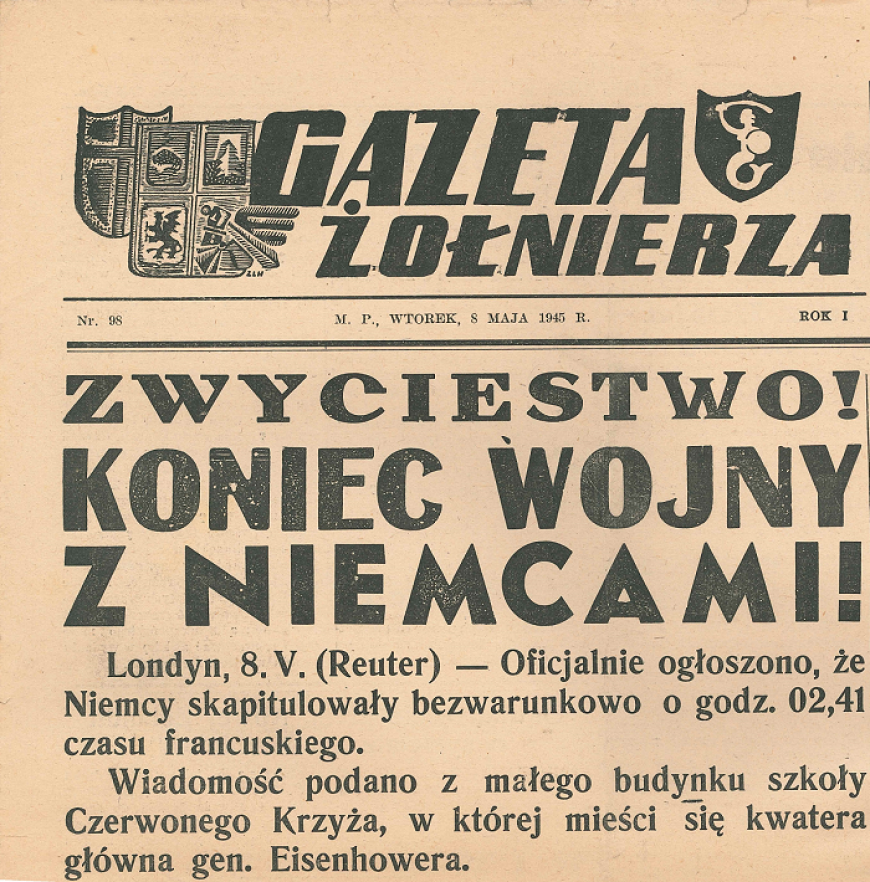 GAZETA
ŻOŁNIERZA
Nr. 98 M. P., WTOREK, 8 MAJA 1945 R. ROK I
ZWYCIESTWO!
KONIEC WOJNY
Z NIEMCAMI!
Londyn, 8. V. (Reuter) — Oficjalnie ogłoszono, że
Niemcy skapitulowały bezwarunkowo o godz. 02,41
czasu francuskiego.
Wiadomość podano z małego budynku szkoły
Czerwonego Krzyża, w której mieści się kwatera
główna gen. Eisenhowera.